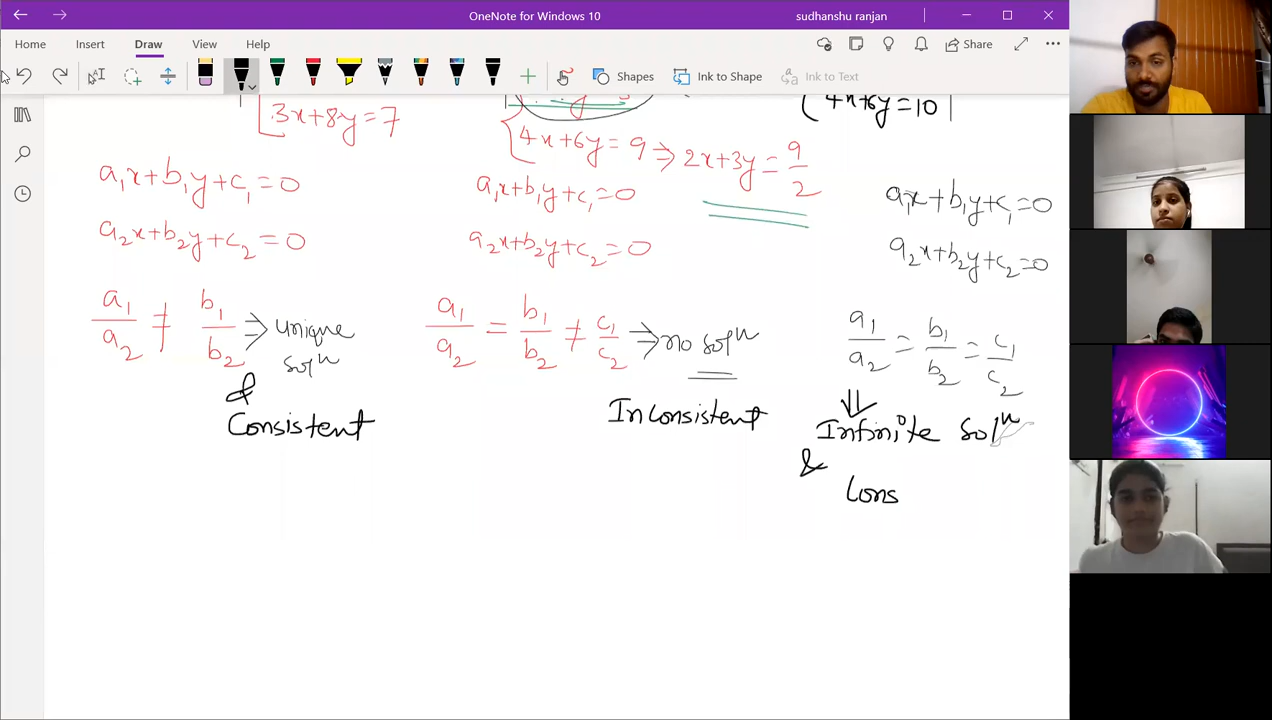 OneNote for Windows 10
sudhanshu ranjan
Home
Insert
Draw
View
Help
Share
Shapes
Ink to Shape
Ink to Text
3x+8y=7
4x+6y=9 ⇒ 2x+3y=9/2
4x+6y=10
a₁x+b₁y+c₁=0
a₂x+b₂y+c₂=0
a₁/a₂ ≠ b₁/b₂ ⇒ unique
solⁿ
&
Consistent
a₁x+b₁y+c₁=0
a₂x+b₂y+c₂=0
a₁/a₂ = b₁/b₂ ≠ c₁/c₂ ⇒ no solⁿ
Inconsistent
a₁x+b₁y+c₁=0
a₂x+b₂y+c₂=0
a₁/a₂ = b₁/b₂ = c₁/c₂
⇓
Infinite solⁿ
&
Cons